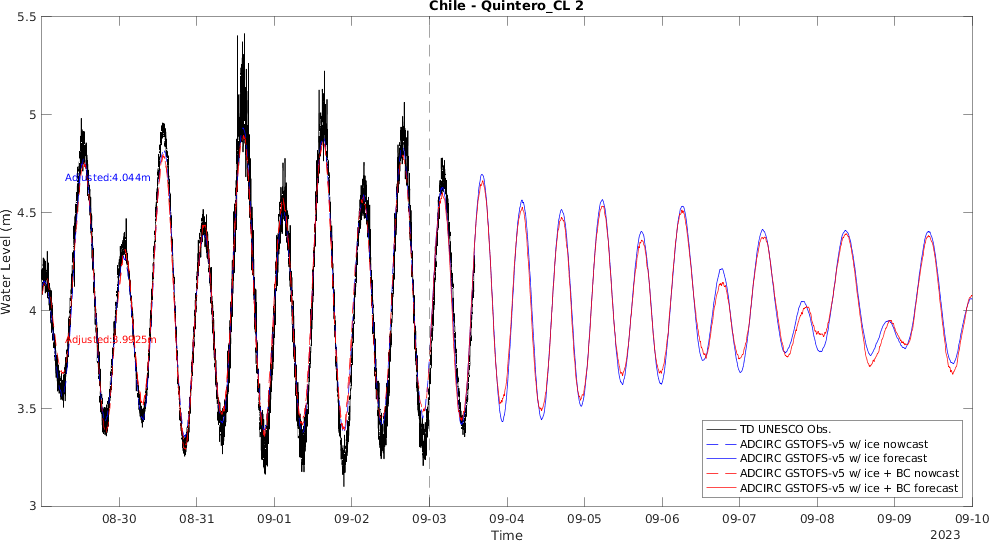 Chile - Quintero_CL 2
Water Level (m)
5.5
5
4.5
4
3.5
3
Adjusted:4.044m
Adjusted:3.9925m
TD UNESCO Obs.
ADCIRC GSTOFS-v5 w/ ice nowcast
ADCIRC GSTOFS-v5 w/ ice forecast
ADCIRC GSTOFS-v5 w/ ice + BC nowcast
ADCIRC GSTOFS-v5 w/ ice + BC forecast
08-30 08-31 09-01 09-02 09-03 09-04 09-05 09-06 09-07 09-08 09-09 09-10
Time
2023